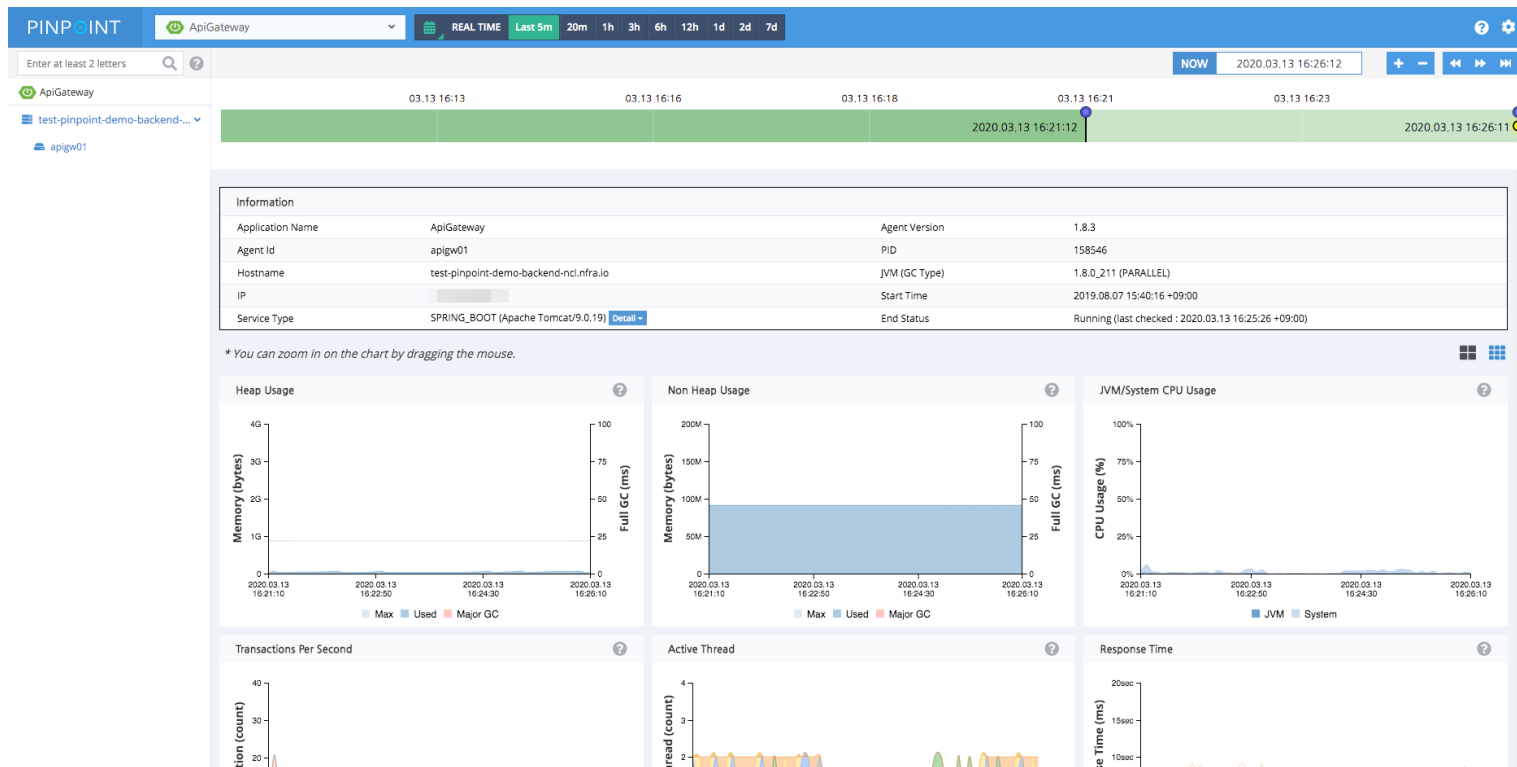 PINPOINT ApiGateway REAL TIME Last 5m 20m 1h 3h 6h 12h 1d 2d 7d
Enter at least 2 letters NOW 2020.03.13 16:26:12
ApiGateway
test-pinpoint-demo-backend-...
apigw01
03.13 16:13 03.13 16:16 03.13 16:18 03.13 16:21 03.13 16:23
2020.03.13 16:21:12 2020.03.13 16:26:11
Information
Application Name ApiGateway Agent Version 1.8.3
Agent Id apigw01 PID 158546
Hostname test-pinpoint-demo-backend-ncl.nfra.io JVM (GC Type) 1.8.0_211 (PARALLEL)
IP Start Time 2019.08.07 15:40:16 +09:00
Service Type SPRING_BOOT (Apache Tomcat/9.0.19) Detail End Status Running (last checked : 2020.03.13 16:25:26 +09:00)
* You can zoom in on the chart by dragging the mouse.
Heap Usage
Memory (bytes)
4G
3G
2G
1G
0
100
75
50
25
0
Full GC (ms)
2020.03.13 2020.03.13 2020.03.13 2020.03.13
16:21:10 16:22:50 16:24:30 16:26:10
Max Used Major GC
Non Heap Usage
Memory (bytes)
200M
150M
100M
50M
0
100
75
50
25
0
Full GC (ms)
2020.03.13 2020.03.13 2020.03.13 2020.03.13
16:21:10 16:22:50 16:24:30 16:26:10
Max Used Major GC
JVM/System CPU Usage
CPU Usage (%)
100%
75%
50%
25%
0%
2020.03.13 2020.03.13 2020.03.13 2020.03.13
16:21:10 16:22:50 16:24:30 16:26:10
JVM System
Transactions Per Second
tion (count)
40
30
20
Active Thread
read (count)
4
3
2
Response Time
se Time (ms)
20sec
15sec
10sec